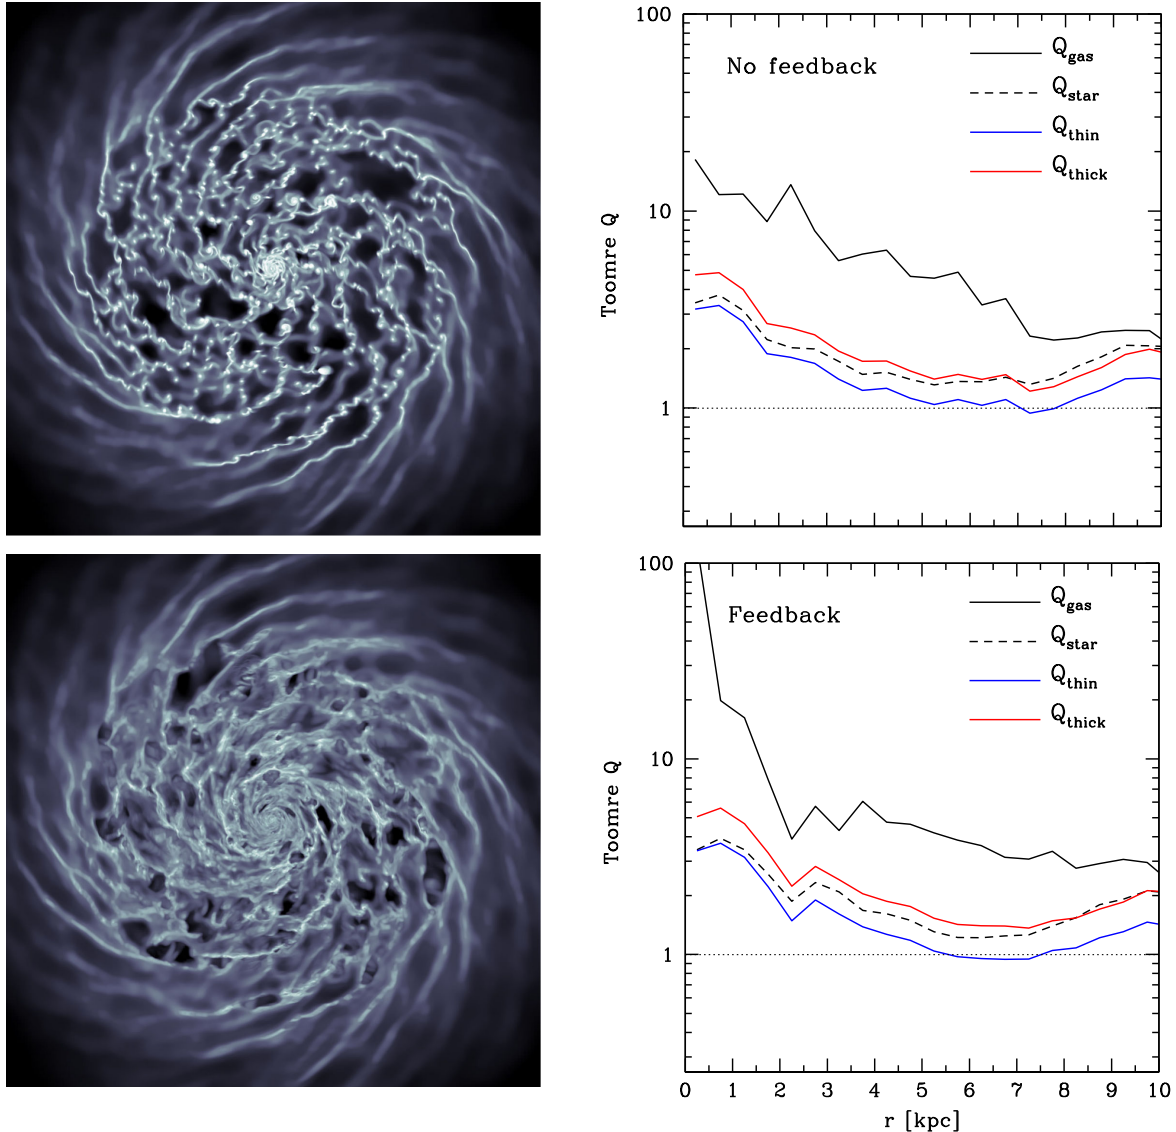 100
10
1
Toomre Q
No feedback
Q_gas
Q_star
Q_thin
Q_thick
100
10
1
Toomre Q
Feedback
Q_gas
Q_star
Q_thin
Q_thick
0 1 2 3 4 5 6 7 8 9 10
r [kpc]